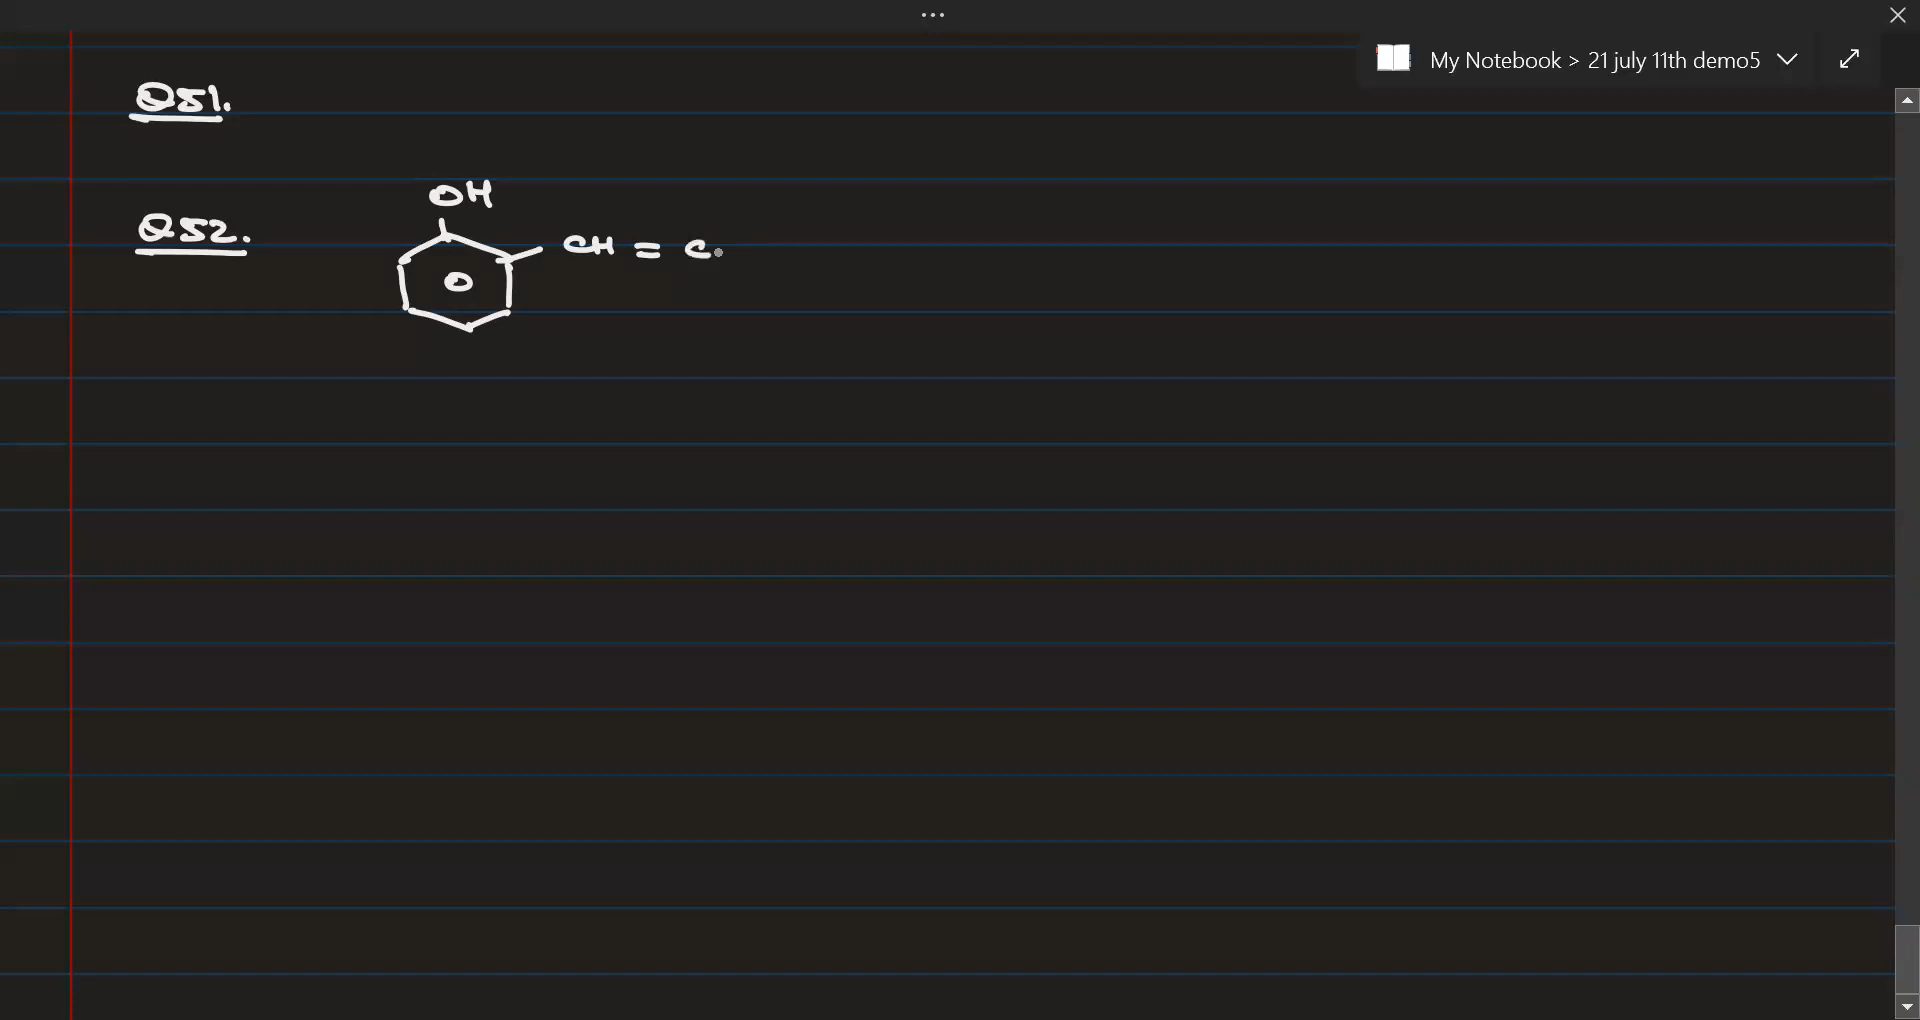 ...
My Notebook > 21 july 11th demo5
Q51.
OH
Q52.
CH = C